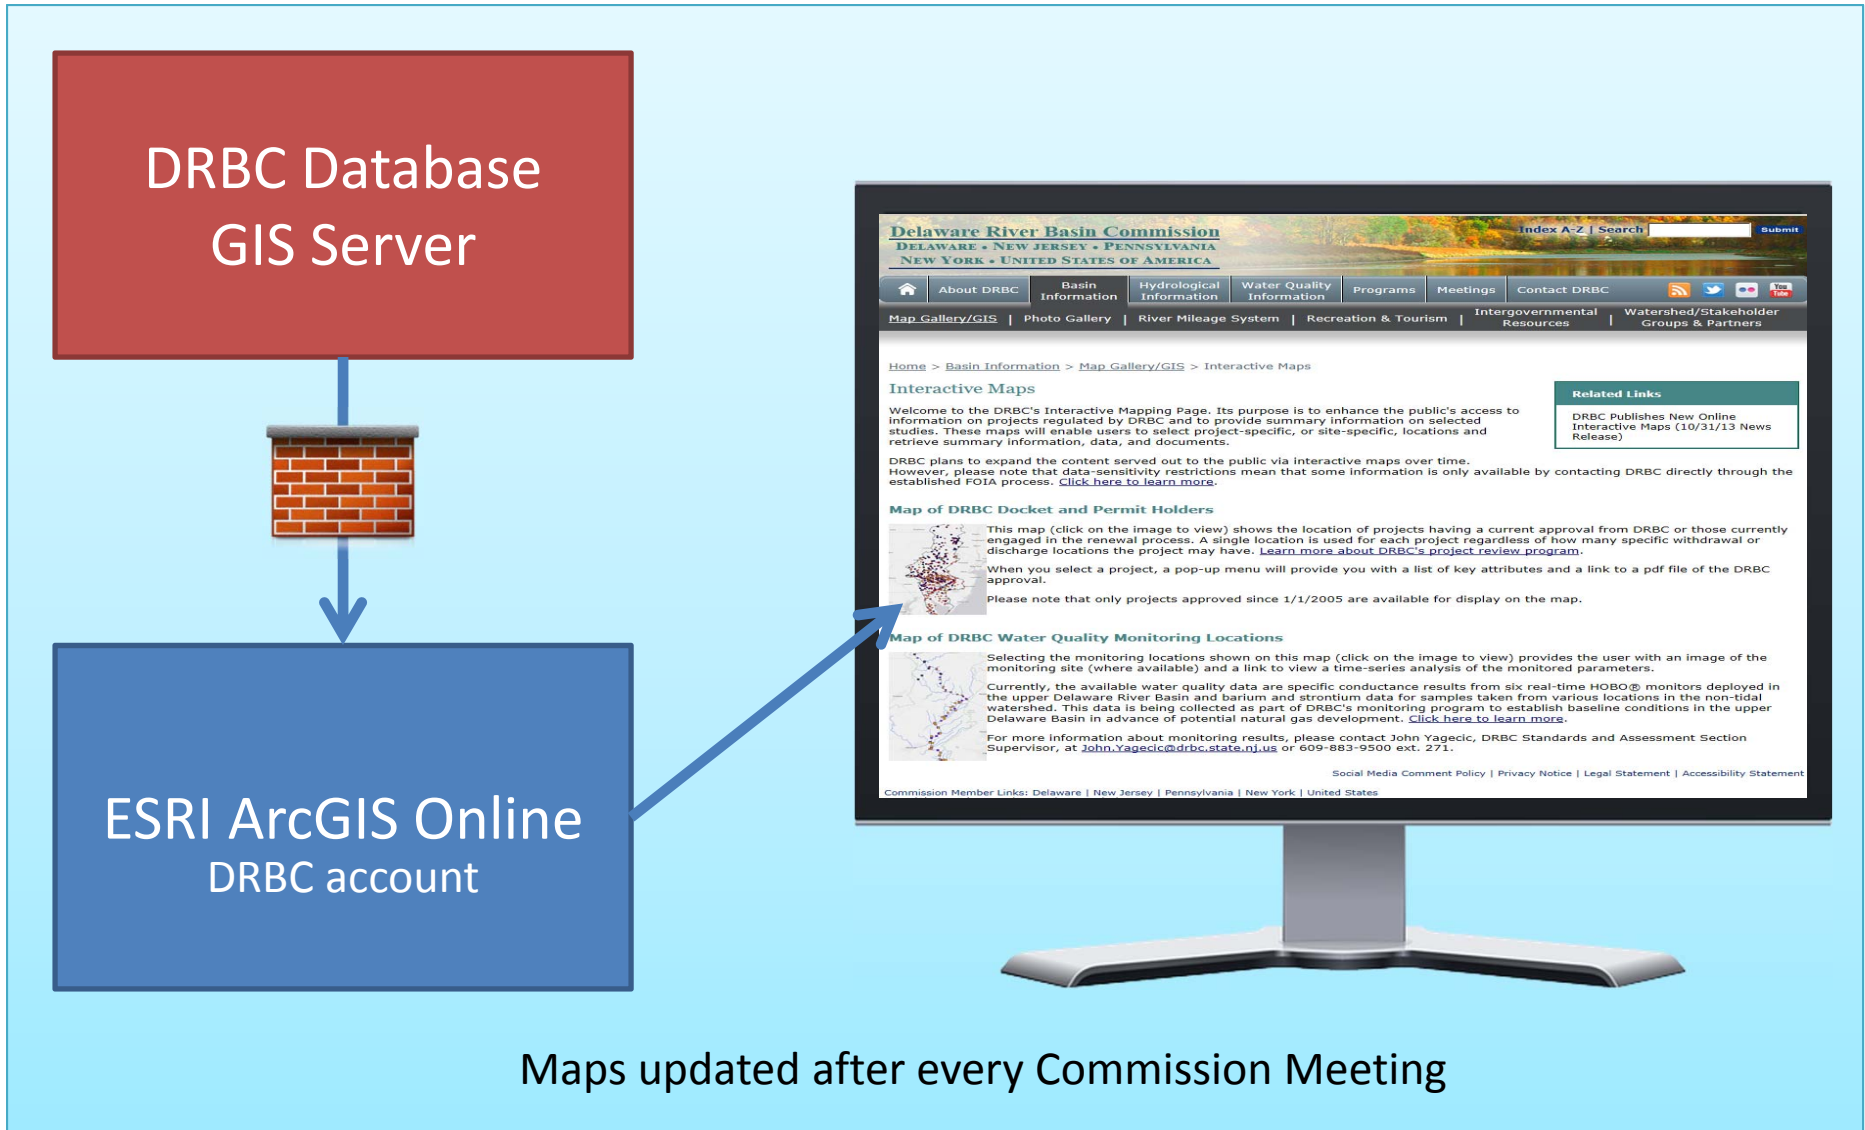 DRBC Database
GIS Server
ESRI ArcGIS Online
DRBC account
Delaware River Basin Commission
DELAWARE • NEW JERSEY • PENNSYLVANIA
NEW YORK • UNITED STATES OF AMERICA
Index A-Z | Search
Submit
About DRBC
Basin
Information
Hydrological
Information
Water Quality
Information
Programs
Meetings
Contact DRBC
You
Tube
Map Gallery/GIS | Photo Gallery | River Mileage System | Recreation & Tourism |
Intergovernmental
Resources |
Watershed/Stakeholder
Groups & Partners
Home > Basin Information > Map Gallery/GIS > Interactive Maps
Interactive Maps
Welcome to the DRBC's Interactive Mapping Page. Its purpose is to enhance the public's access to
information on projects regulated by DRBC and to provide summary information on selected
studies. These maps will enable users to select project-specific, or site-specific, locations and
retrieve summary information, data, and documents.
Related Links
DRBC Publishes New Online
Interactive Maps (10/31/13 News
Release)
DRBC plans to expand the content served out to the public via interactive maps over time.
However, please note that data-sensitivity restrictions mean that some information is only available by contacting DRBC directly through the
established FOIA process. Click here to learn more.
Map of DRBC Docket and Permit Holders
This map (click on the image to view) shows the location of projects having a current approval from DRBC or those currently
engaged in the renewal process. A single location is used for each project regardless of how many specific withdrawal or
discharge locations the project may have. Learn more about DRBC's project review program.
When you select a project, a pop-up menu will provide you with a list of key attributes and a link to a pdf file of the DRBC
approval.
Please note that only projects approved since 1/1/2005 are available for display on the map.
Map of DRBC Water Quality Monitoring Locations
Selecting the monitoring locations shown on this map (click on the image to view) provides the user with an image of the
monitoring site (where available) and a link to view a time-series analysis of the monitored parameters.
Currently, the available water quality data are specific conductance results from six real-time HOBO® monitors deployed in
the upper Delaware River Basin and barium and strontium data for samples taken from various locations in the non-tidal
watershed. This data is being collected as part of DRBC's monitoring program to establish baseline conditions in the upper
Delaware Basin in advance of potential natural gas development. Click here to learn more.
For more information about monitoring results, please contact John Yagecic, DRBC Standards and Assessment Section
Supervisor, at John.Yagecic@drbc.state.nj.us or 609-883-9500 ext. 271.
Social Media Comment Policy | Privacy Notice | Legal Statement | Accessibility Statement
Commission Member Links: Delaware | New Jersey | Pennsylvania | New York | United States
Maps updated after every Commission Meeting